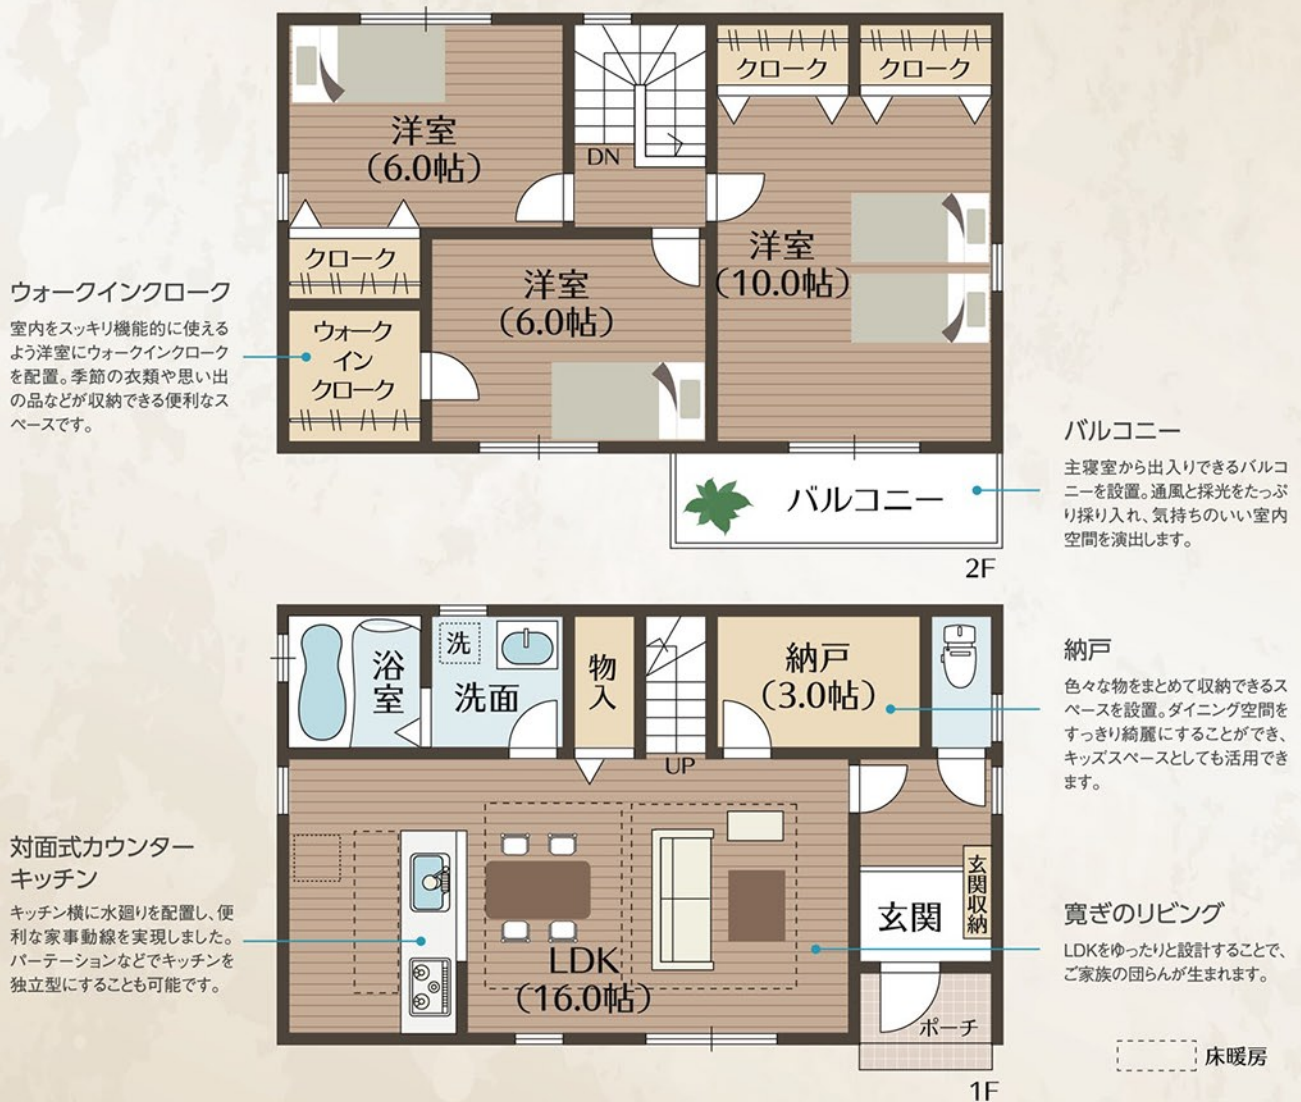 クローク
クローク
洋室
（6.0帖）
DN
クローク
洋室
（6.0帖）
洋室
（10.0帖）
ウォーク
イン
クローク
ウォークインクローク
室内をスッキリ機能的に使える
よう洋室にウォークインクローク
を配置。季節の衣類や思い出
の品などが収納できる便利なス
ペースです。
バルコニー
バルコニー
主寝室から出入りできるバルコ
ニーを設置。通風と採光をたっぷ
り採り入れ、気持ちのいい室内
空間を演出します。
2F
浴室
洗
洗面
物入
UP
納戸
（3.0帖）
納戸
色々な物をまとめて収納できるス
ペースを設置。ダイニング空間を
すっきり綺麗にすることができ、
キッズスペースとしても活用でき
ます。
対面式カウンター
キッチン
キッチン横に水廻りを配置し、便
利な家事動線を実現しました。
パーテーションなどでキッチンを
独立型にすることも可能です。
LDK
（16.0帖）
玄関
玄関収納
ポーチ
寛ぎのリビング
LDKをゆったりと設計することで、
ご家族の団らんが生まれます。
床暖房
1F